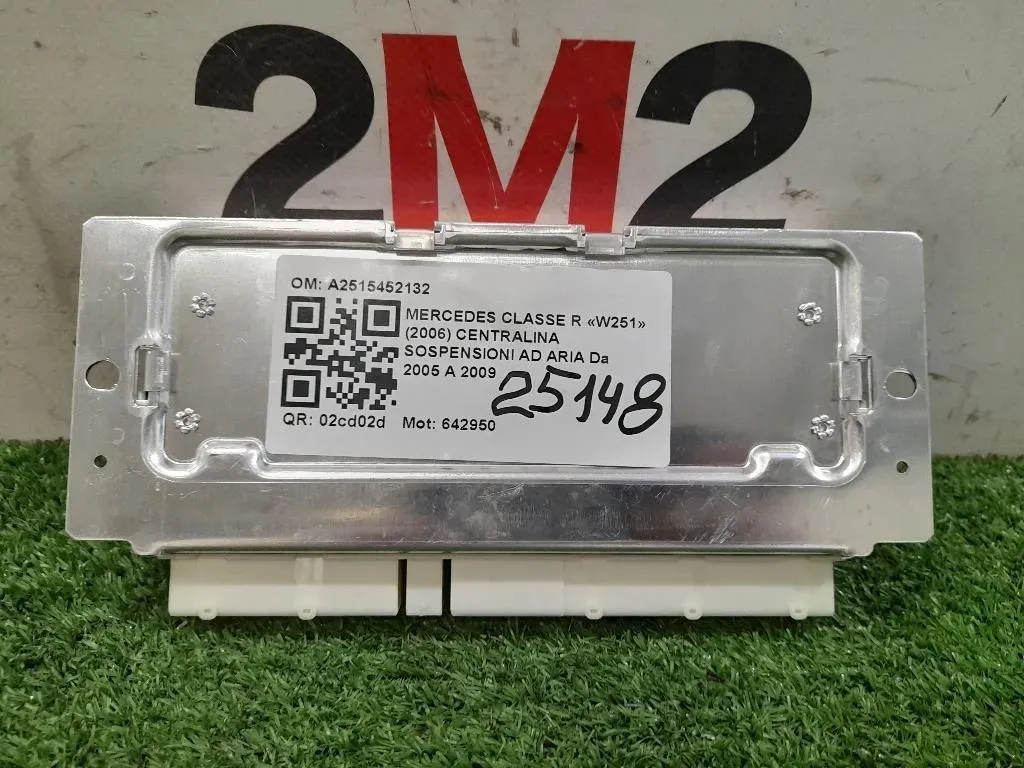 2M2
OM: A2515452132
MERCEDES CLASSE R «W251»
(2006) CENTRALINA
SOSPENSIONI AD ARIA Da
2005 A 2009
25148
QR: 02cd02d Mot: 642950